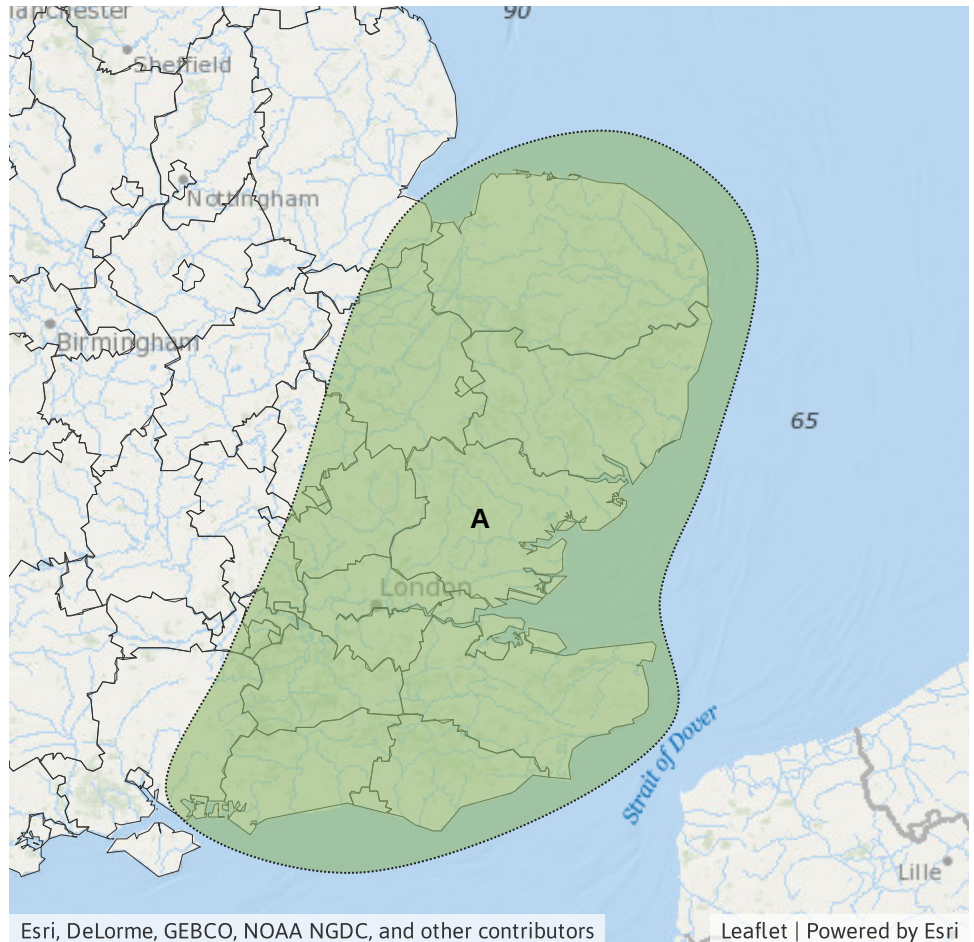 lanchester
90
Sheffield
Nottingham
Birmingham
65
A
London
Strait of Dover
Lille
Esri, DeLorme, GEBCO, NOAA NGDC, and other contributors
Leaflet | Powered by Esri